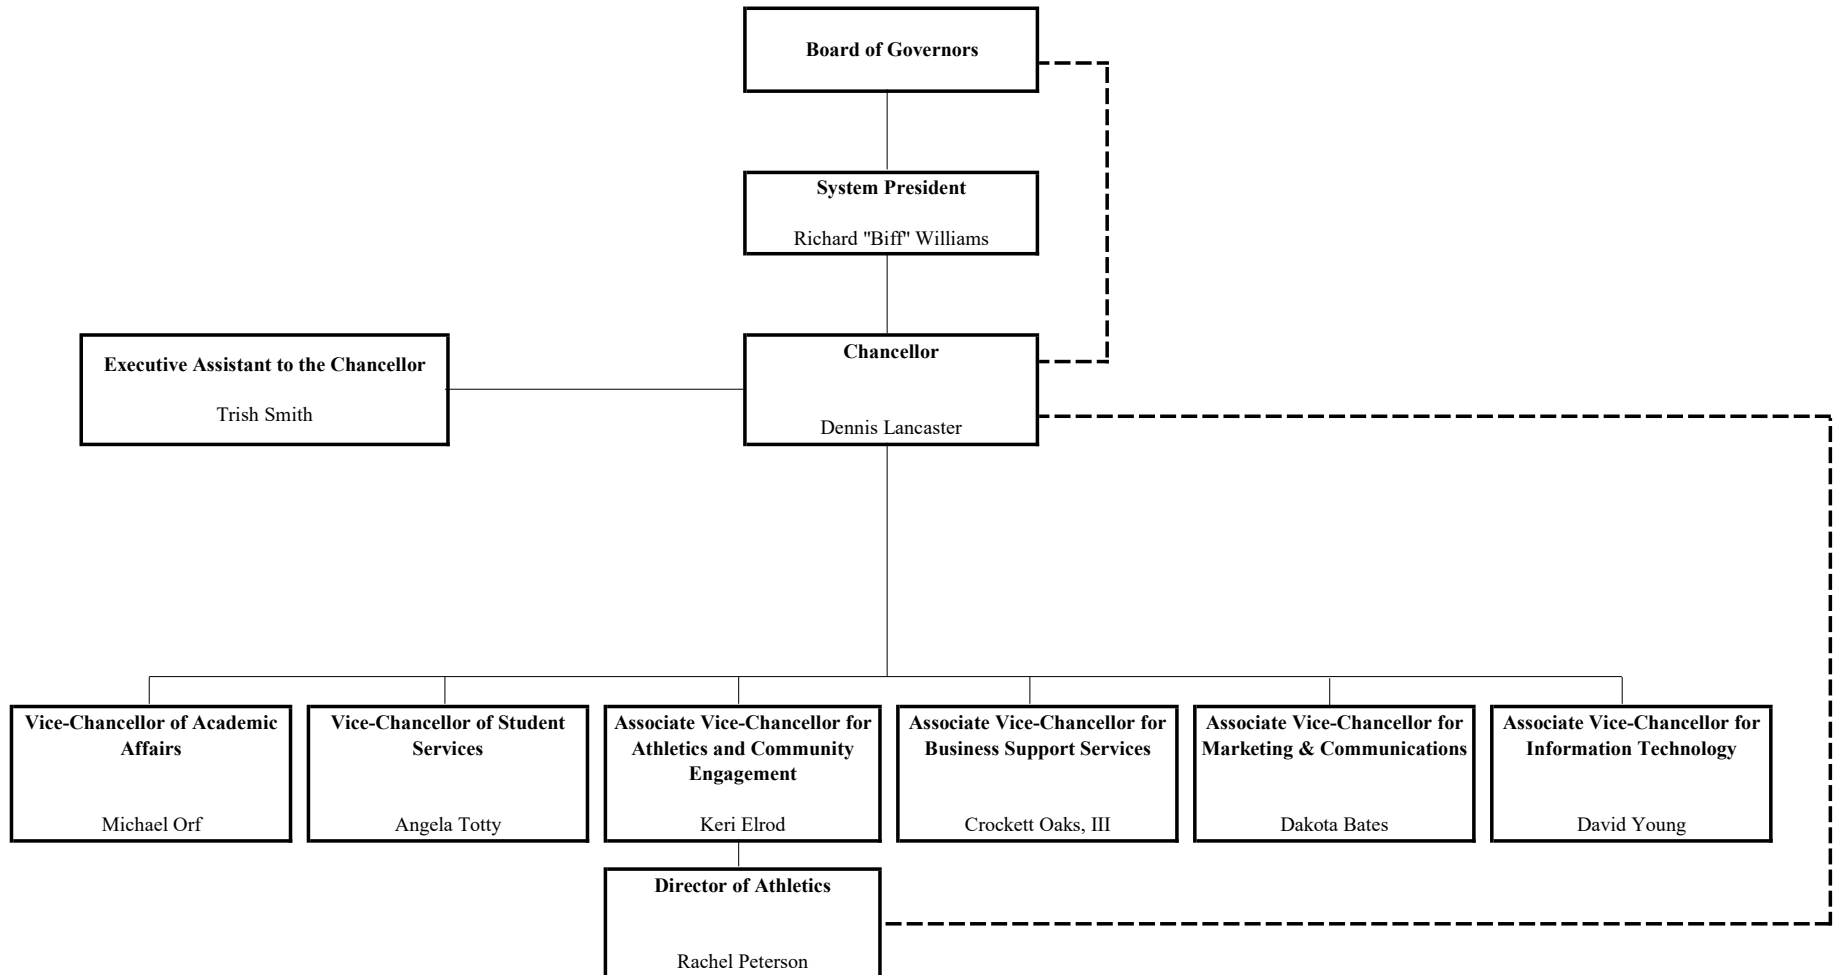 Board of Governors
System President
Richard "Biff" Williams
Executive Assistant to the Chancellor
Trish Smith
Chancellor
Dennis Lancaster
Vice-Chancellor of Academic
Affairs
Michael Orf
Vice-Chancellor of Student
Services
Angela Totty
Associate Vice-Chancellor for
Athletics and Community
Engagement
Keri Elrod
Associate Vice-Chancellor for
Business Support Services
Crockett Oaks, III
Associate Vice-Chancellor for
Marketing & Communications
Dakota Bates
Associate Vice-Chancellor for
Information Technology
David Young
Director of Athletics
Rachel Peterson